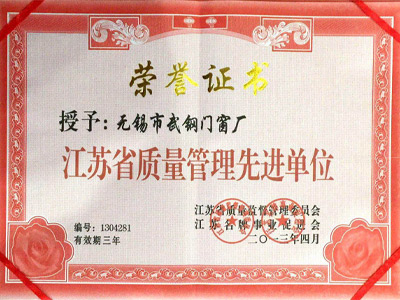 荣誉证书
授予：无锡市武钢门窗厂
江苏省质量管理先进单位
江苏省质量监督管理委员会
江苏名牌事业促进会
编号：1304281
有效期三年
二〇一三年四月